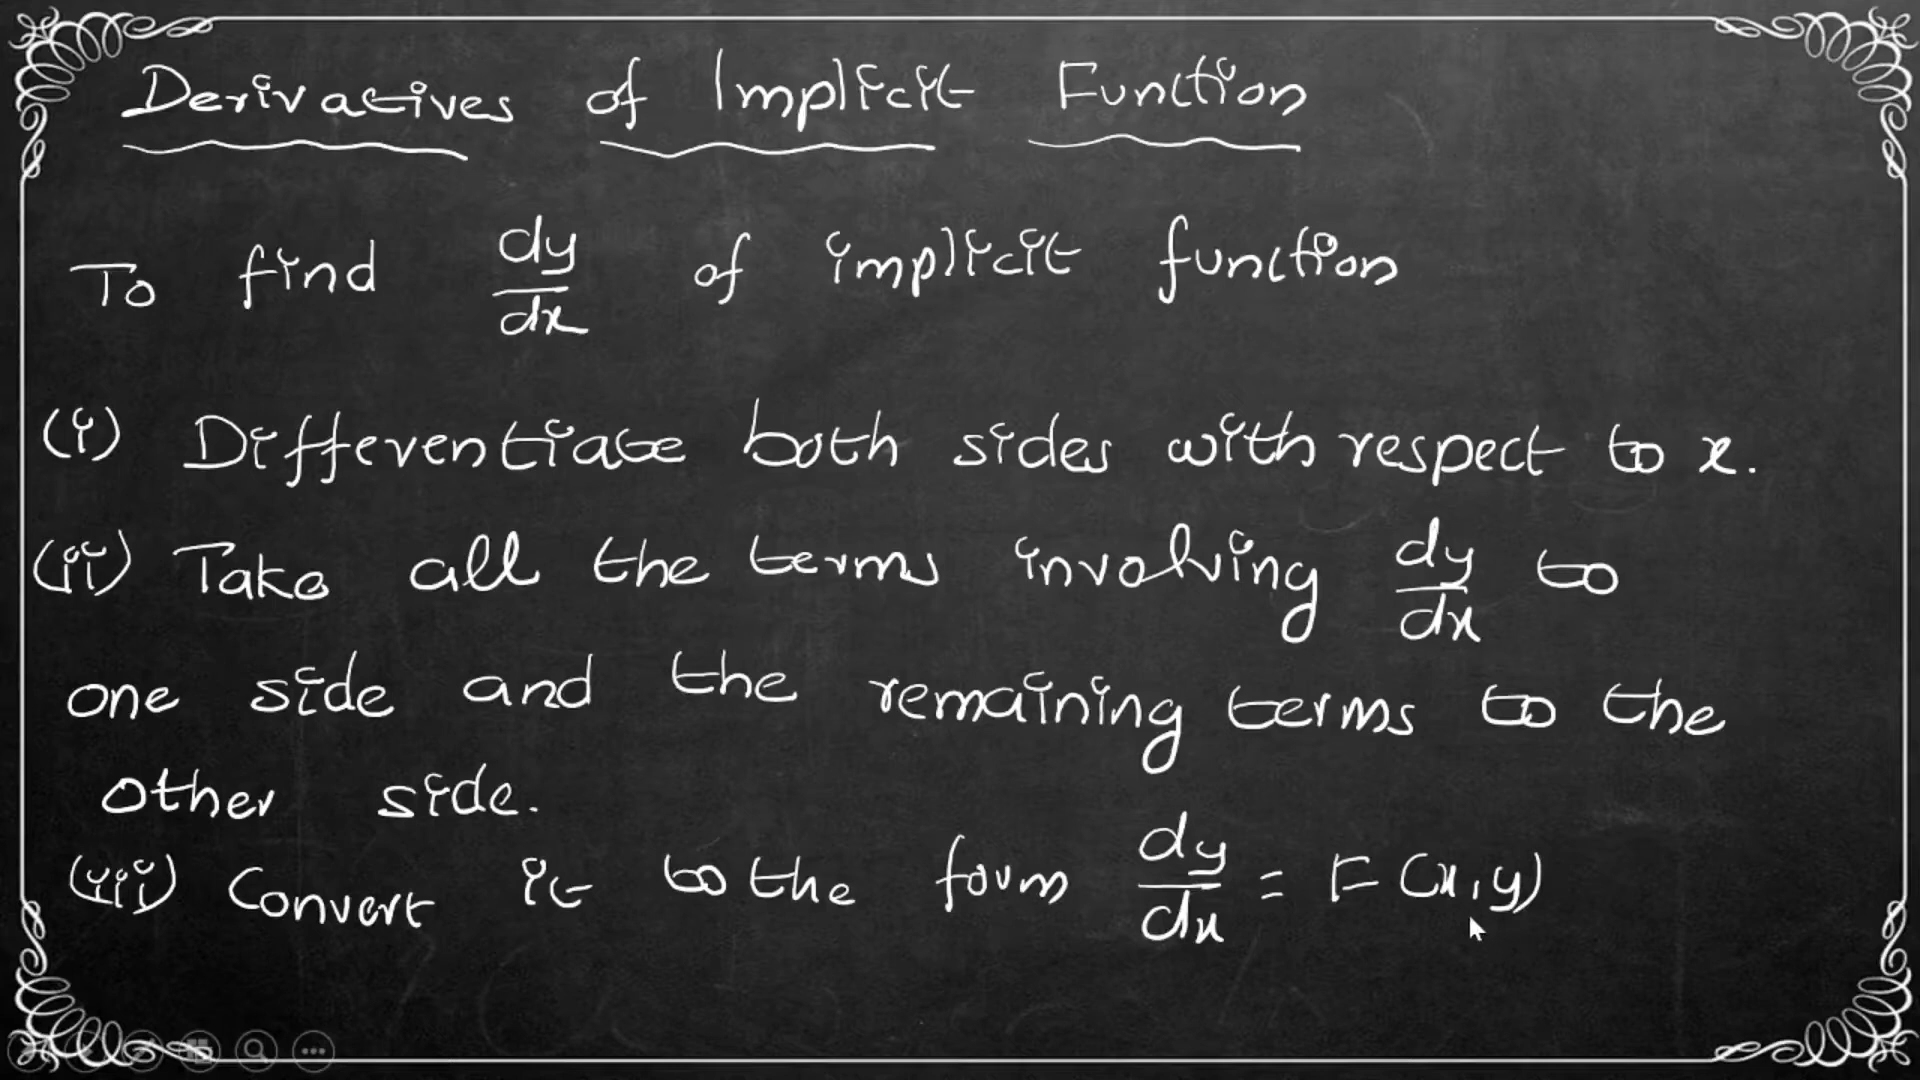 Derivatives of Implicit Function
To find dy/dx of implicit function
(i) Differentiate both sides with respect to x.
(ii) Take all the terms involving dy/dx to
one side and the remaining terms to the
other side.
(iii) Convert it to the form dy/dx = F(x,y)